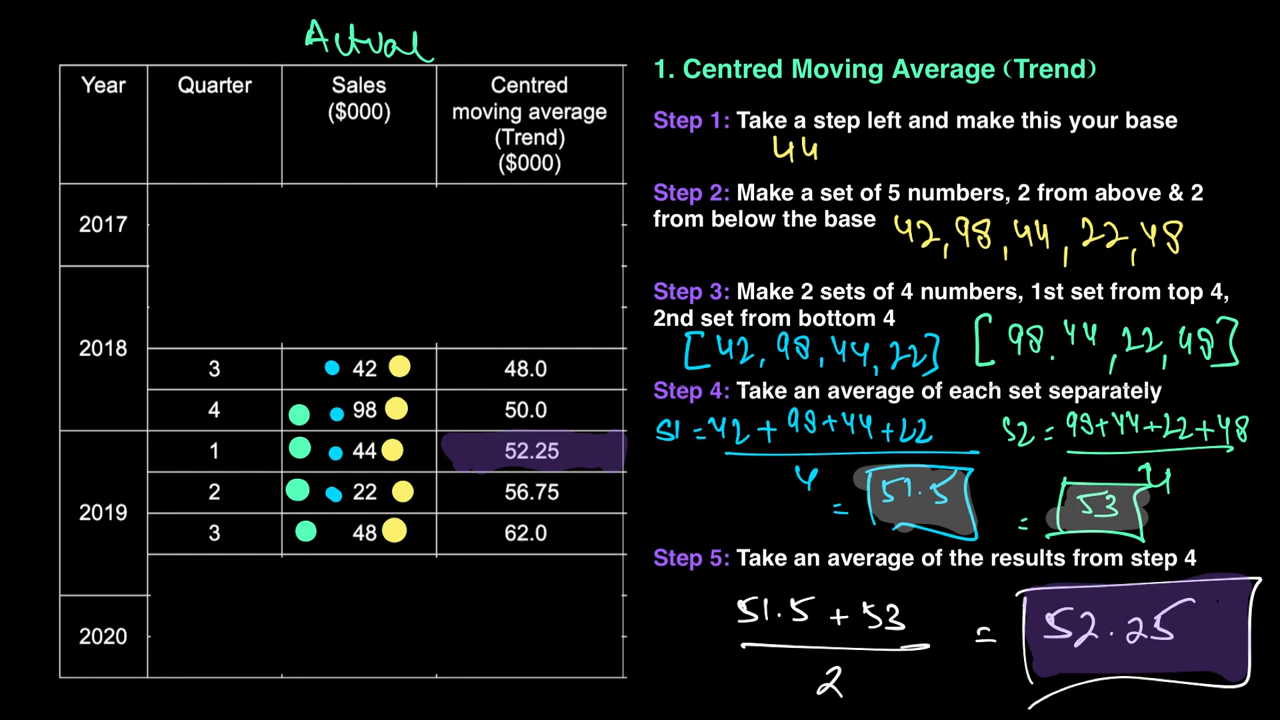 Actual
Year Quarter Sales ($000) Centred moving average (Trend) ($000)
2017
2018
3 42 48.0
4 98 50.0
1 44 52.25
2 22 56.75
2019
3 48 62.0
2020
1. Centred Moving Average (Trend)
Step 1: Take a step left and make this your base
44
Step 2: Make a set of 5 numbers, 2 from above & 2
from below the base 42, 98, 44, 22, 48
Step 3: Make 2 sets of 4 numbers, 1st set from top 4,
2nd set from bottom 4
[42, 98, 44, 22] [98. 44, 22, 48]
Step 4: Take an average of each set separately
S1 = 42 + 98 + 44 + 22 S2 = 98 + 44 + 22 + 48
4 4
= 51.5 = 53
Step 5: Take an average of the results from step 4
51.5 + 53 = 52.25
2